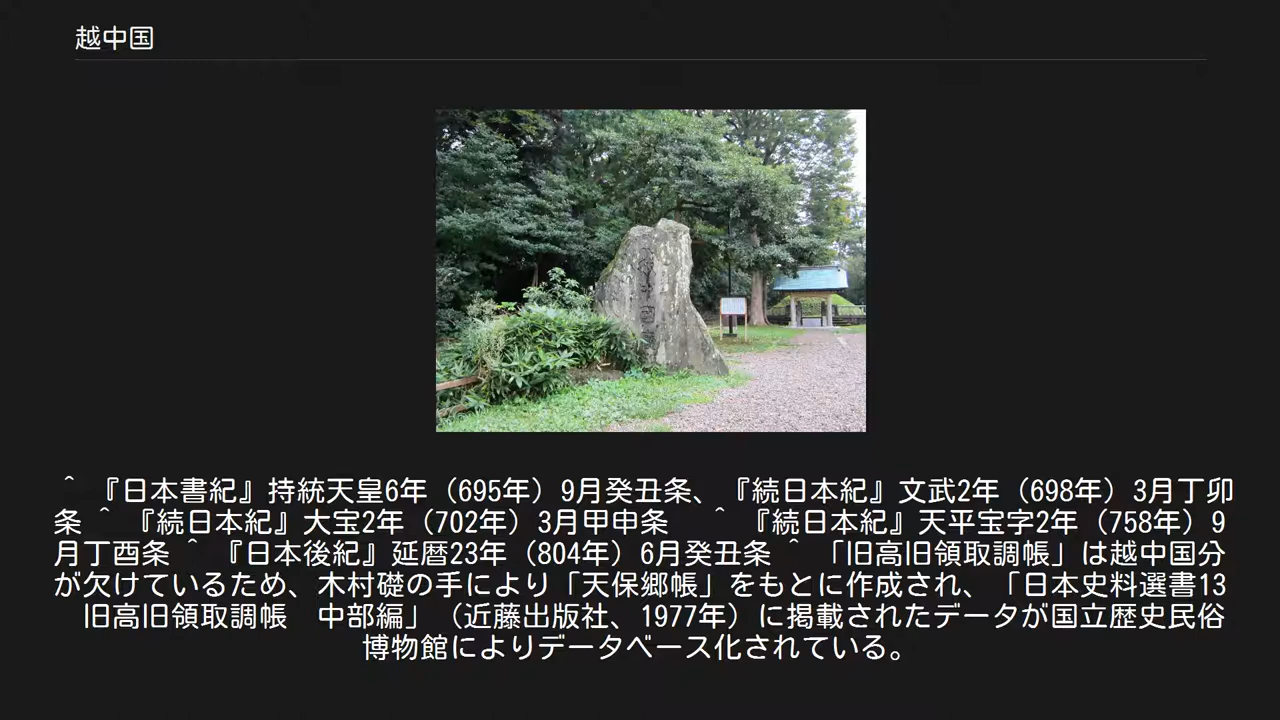 越中国
^ 『日本書紀』持統天皇6年（695年）9月癸丑条、『続日本紀』文武2年（698年）3月丁卯
条 ^ 『続日本紀』大宝2年（702年）3月甲申条　^ 『続日本紀』天平宝字2年（758年）9
月丁酉条 ^ 『日本後紀』延暦23年（804年）6月癸丑条 ^ 「旧高旧領取調帳」は越中国分
が欠けているため、木村礎の手により「天保郷帳」をもとに作成され、「日本史料選書13
旧高旧領取調帳　中部編」（近藤出版社、1977年）に掲載されたデータが国立歴史民俗
博物館によりデータベース化されている。